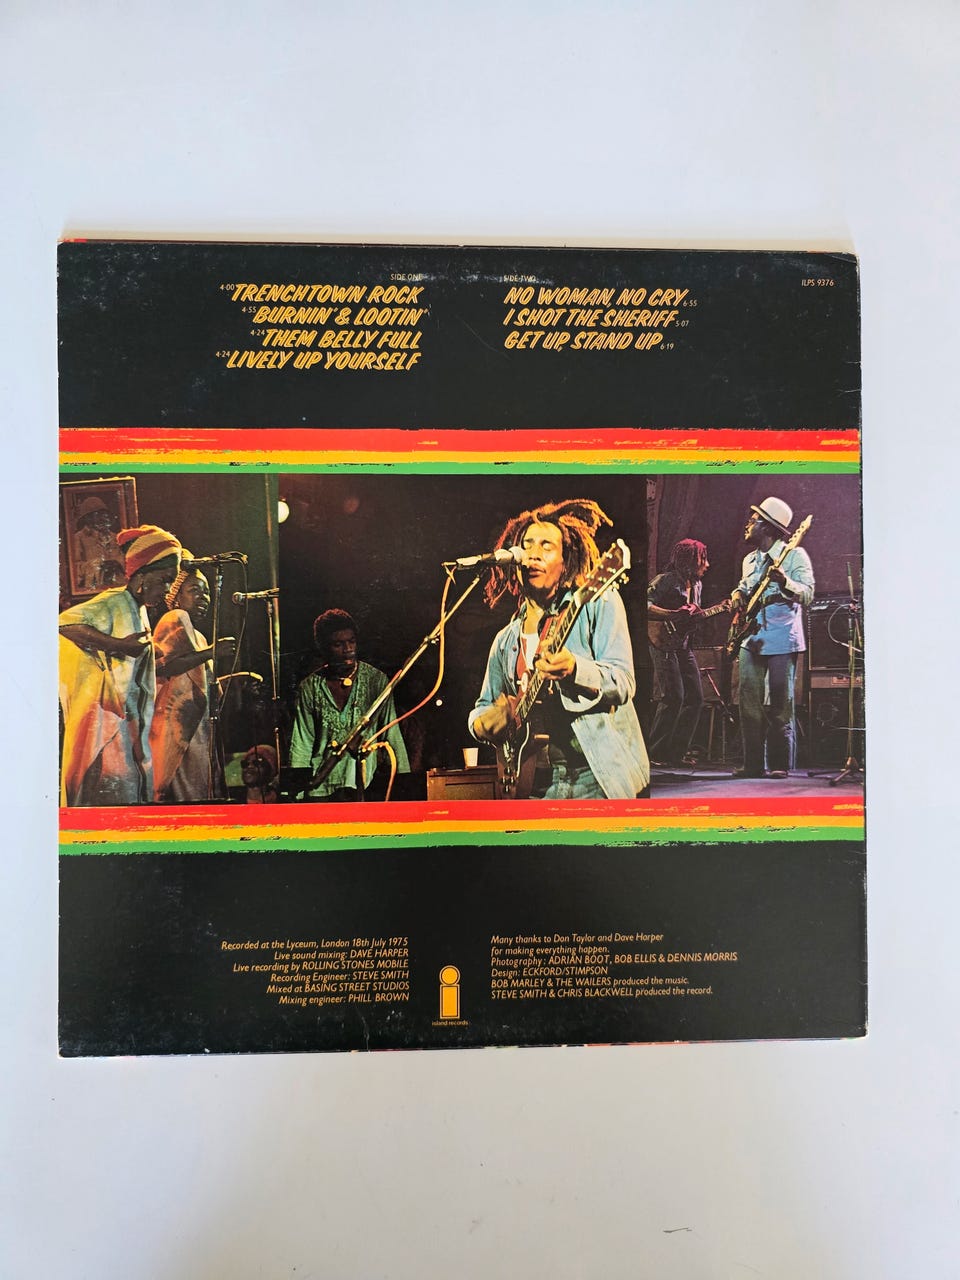 SIDE ONE
4·00 TRENCHTOWN ROCK
4·55 BURNIN' & LOOTIN'
4·24 THEM BELLY FULL
4·24 LIVELY UP YOURSELF
SIDE TWO
NO WOMAN, NO CRY 6·55
I SHOT THE SHERIFF 5·07
GET UP, STAND UP 6·19
ILPS 9376
Recorded at the Lyceum, London 18th July 1975
Live sound mixing: DAVE HARPER
Live recording by ROLLING STONES MOBILE
Recording Engineer: STEVE SMITH
Mixed at BASING STREET STUDIOS
Mixing engineer: PHILL BROWN
island records
Many thanks to Don Taylor and Dave Harper
for making everything happen.
Photography: ADRIAN BOOT, BOB ELLIS & DENNIS MORRIS
Design: ECKFORD/STIMPSON
BOB MARLEY & THE WAILERS produced the music.
STEVE SMITH & CHRIS BLACKWELL produced the record.